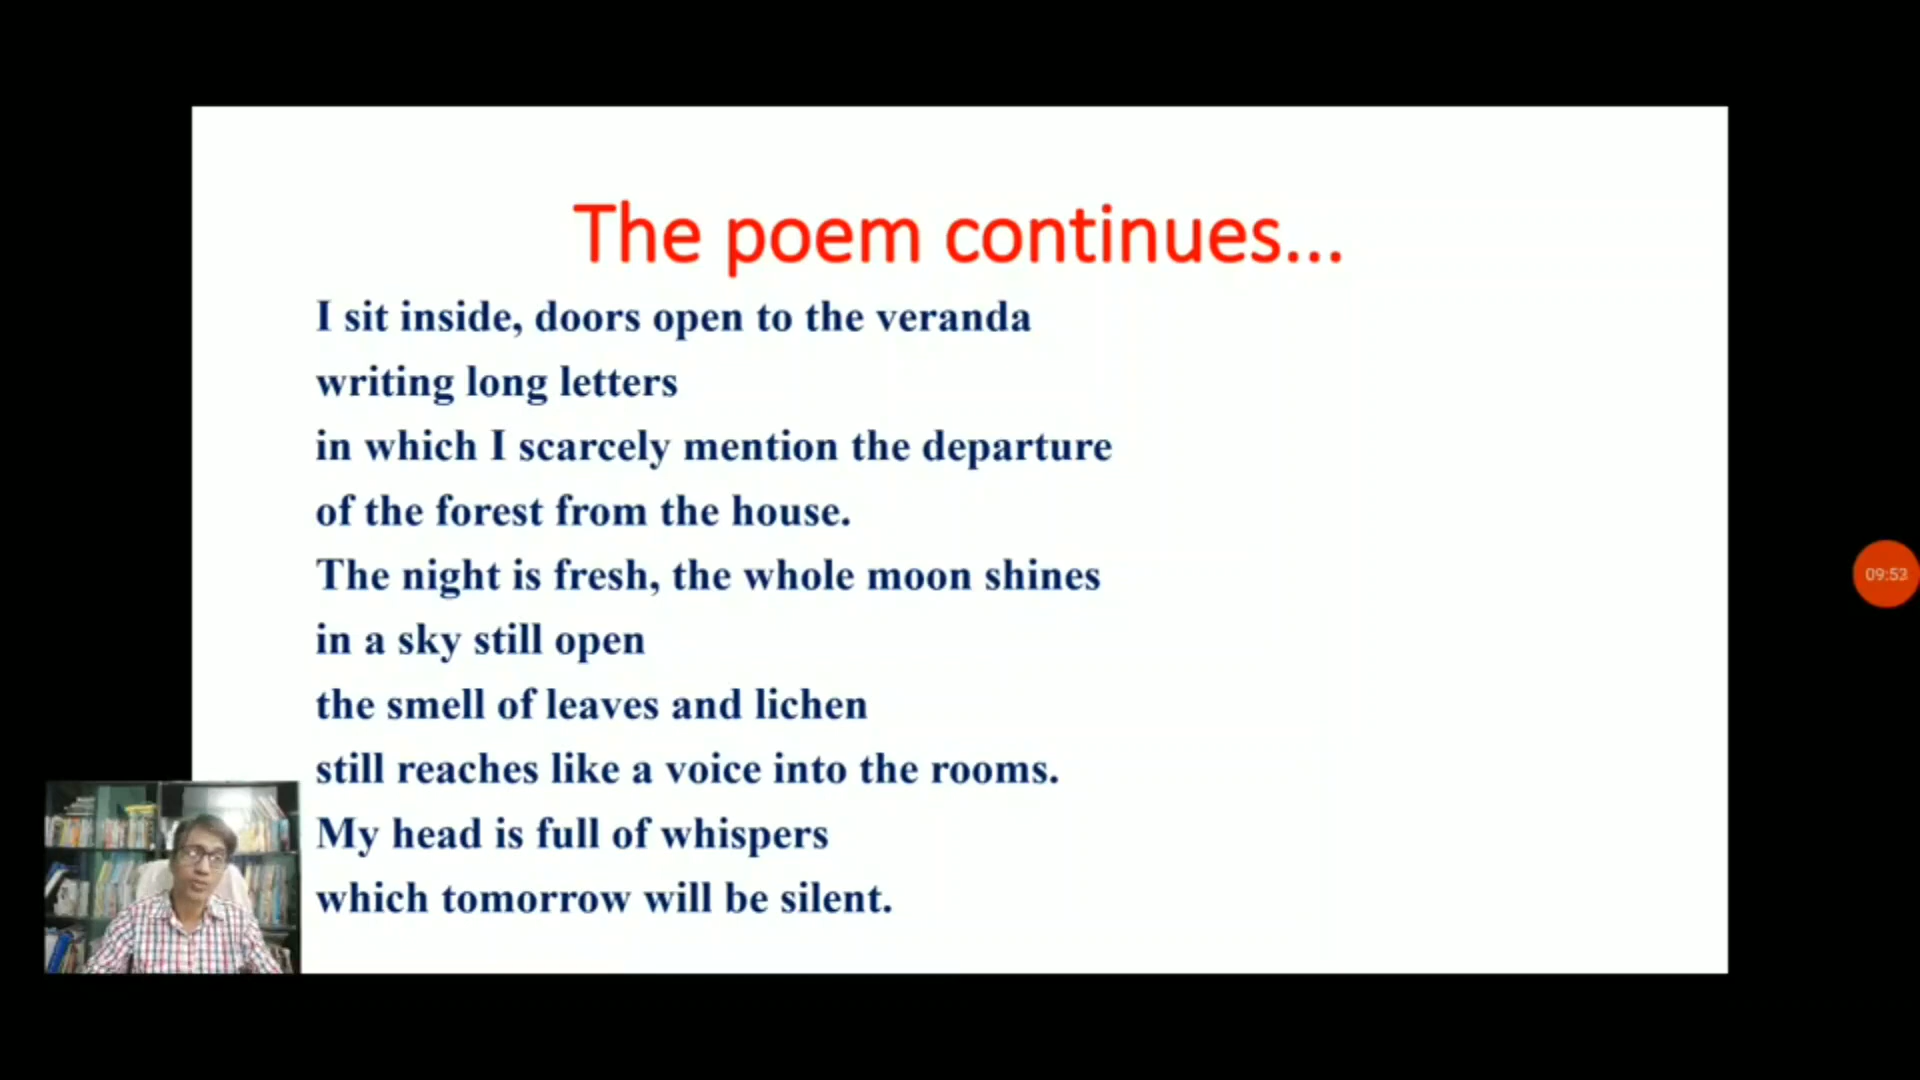 The poem continues...
I sit inside, doors open to the veranda
writing long letters
in which I scarcely mention the departure
of the forest from the house.
The night is fresh, the whole moon shines
in a sky still open
the smell of leaves and lichen
still reaches like a voice into the rooms.
My head is full of whispers
which tomorrow will be silent.
09:53